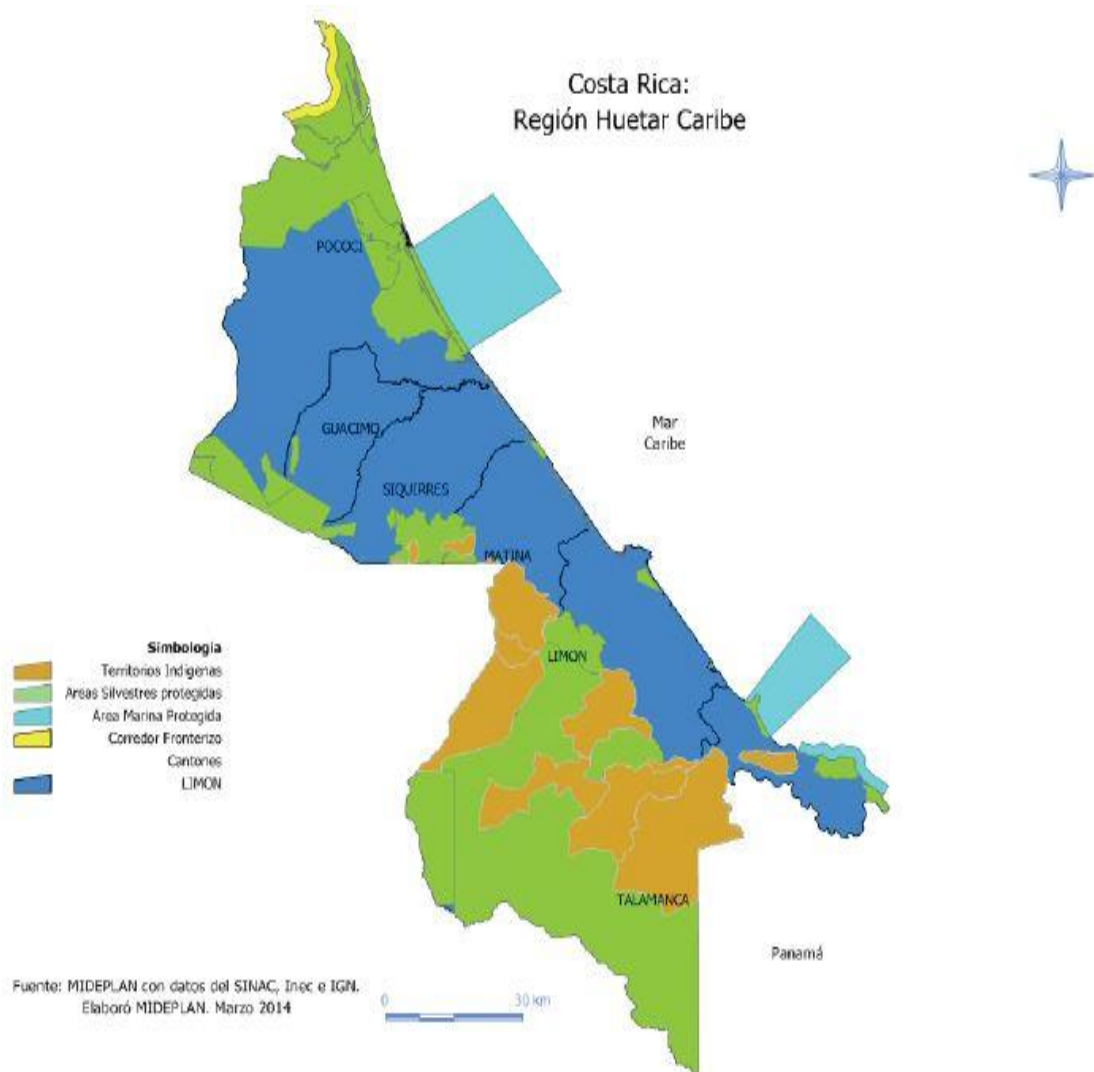 Costa Rica:
Región Huetar Caribe
POCOCI
GUACIMO
SIQUIRRES
MATINA
LIMON
TALAMANCA
Mar
Caribe
Panamá
Simbología
Territorios Indigenas
Areas Silvestres protegidas
Area Marina Protegida
Corredor Fronterizo
Cantones
LIMON
Fuente: MIDEPLAN con datos del SINAC, Inec e IGN.
Elaboró MIDEPLAN. Marzo 2014
0 30 km